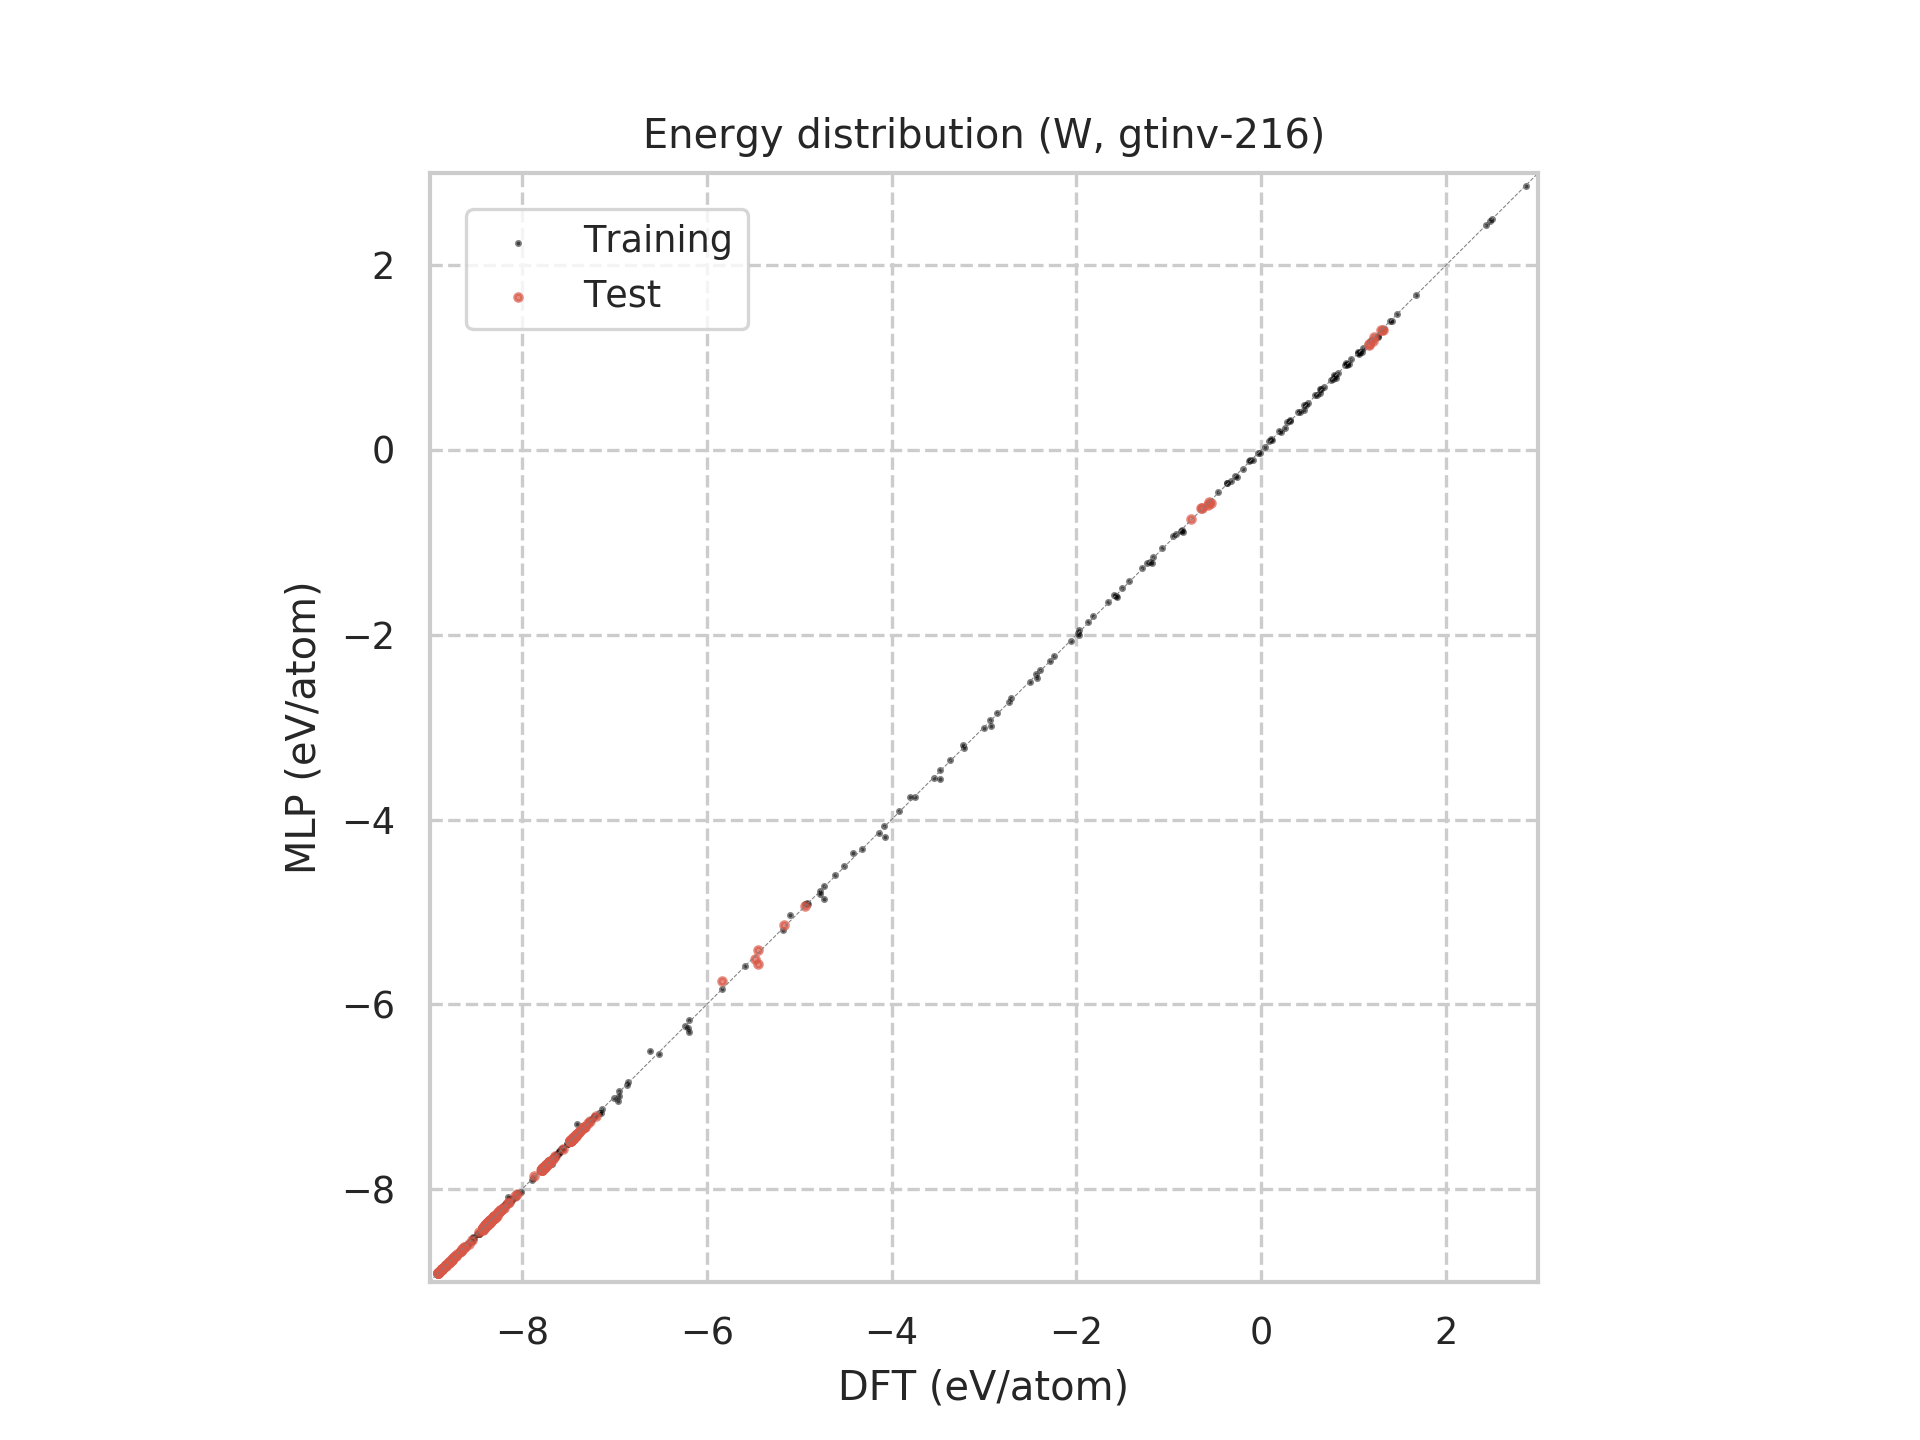 Energy distribution (W, gtinv-216)
Training
Test
MLP (eV/atom)
2
0
−2
−4
−6
−8
−8 −6 −4 −2 0 2
DFT (eV/atom)